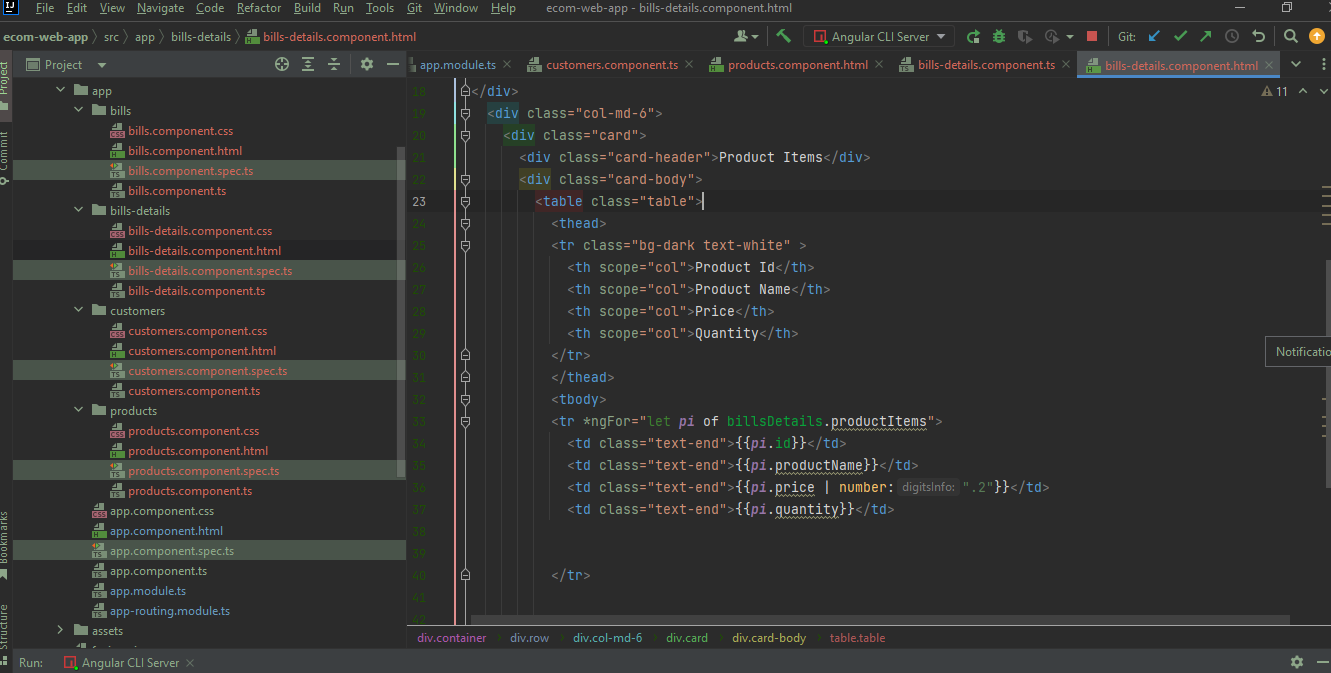 File Edit View Navigate Code Refactor Build Run Tools Git Window Help ecom-web-app - bills-details.component.html
ecom-web-app src app bills-details bills-details.component.html Angular CLI Server Git:
Project
app.module.ts customers.component.ts products.component.html bills-details.component.ts bills-details.component.html
Project
Commit
Bookmarks
Structure
app
bills
bills.component.css
bills.component.html
bills.component.spec.ts
bills.component.ts
bills-details
bills-details.component.css
bills-details.component.html
bills-details.component.spec.ts
bills-details.component.ts
customers
customers.component.css
customers.component.html
customers.component.spec.ts
customers.component.ts
products
products.component.css
products.component.html
products.component.spec.ts
products.component.ts
app.component.css
app.component.html
app.component.spec.ts
app.component.ts
app.module.ts
app-routing.module.ts
assets
11
18 </div>
19 <div class="col-md-6">
20 <div class="card">
21 <div class="card-header">Product Items</div>
22 <div class="card-body">
23 <table class="table">
24 <thead>
25 <tr class="bg-dark text-white" >
26 <th scope="col">Product Id</th>
27 <th scope="col">Product Name</th>
28 <th scope="col">Price</th>
29 <th scope="col">Quantity</th>
30 </tr>
31 </thead>
32 <tbody>
33 <tr *ngFor="let pi of billsDetails.productItems">
34 <td class="text-end">{{pi.id}}</td>
35 <td class="text-end">{{pi.productName}}</td>
36 <td class="text-end">{{pi.price | number: digitsInfo: ".2"}}</td>
37 <td class="text-end">{{pi.quantity}}</td>
38
39
40 </tr>
41
42
Notificatio
div.container div.row div.col-md-6 div.card div.card-body table.table
Run: Angular CLI Server